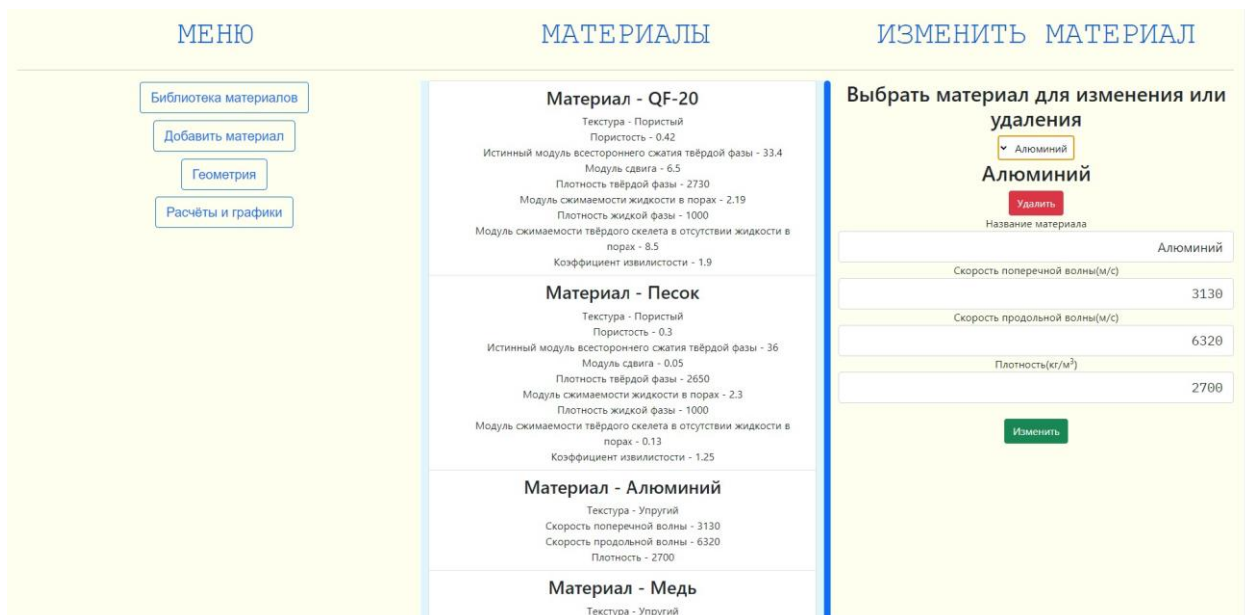 МЕНЮ
Библиотека материалов
Добавить материал
Геометрия
Расчёты и графики
МАТЕРИАЛЫ
Материал - QF-20
Текстура - Пористый
Пористость - 0.42
Истинный модуль всестороннего сжатия твёрдой фазы - 33.4
Модуль сдвига - 6.5
Плотность твёрдой фазы - 2730
Модуль сжимаемости жидкости в порах - 2.19
Плотность жидкой фазы - 1000
Модуль сжимаемости твёрдого скелета в отсутствии жидкости в
порах - 8.5
Коэффициент извилистости - 1.9
Материал - Песок
Текстура - Пористый
Пористость - 0.3
Истинный модуль всестороннего сжатия твёрдой фазы - 36
Модуль сдвига - 0.05
Плотность твёрдой фазы - 2650
Модуль сжимаемости жидкости в порах - 2.3
Плотность жидкой фазы - 1000
Модуль сжимаемости твёрдого скелета в отсутствии жидкости в
порах - 0.13
Коэффициент извилистости - 1.25
Материал - Алюминий
Текстура - Упругий
Скорость поперечной волны - 3130
Скорость продольной волны - 6320
Плотность - 2700
Материал - Медь
Текстура - Упругий
ИЗМЕНИТЬ МАТЕРИАЛ
Выбрать материал для изменения или
удаления
Алюминий
Алюминий
Удалить
Название материала
Алюминий
Скорость поперечной волны(м/с)
3130
Скорость продольной волны(м/с)
6320
Плотность(кг/м³)
2700
Изменить